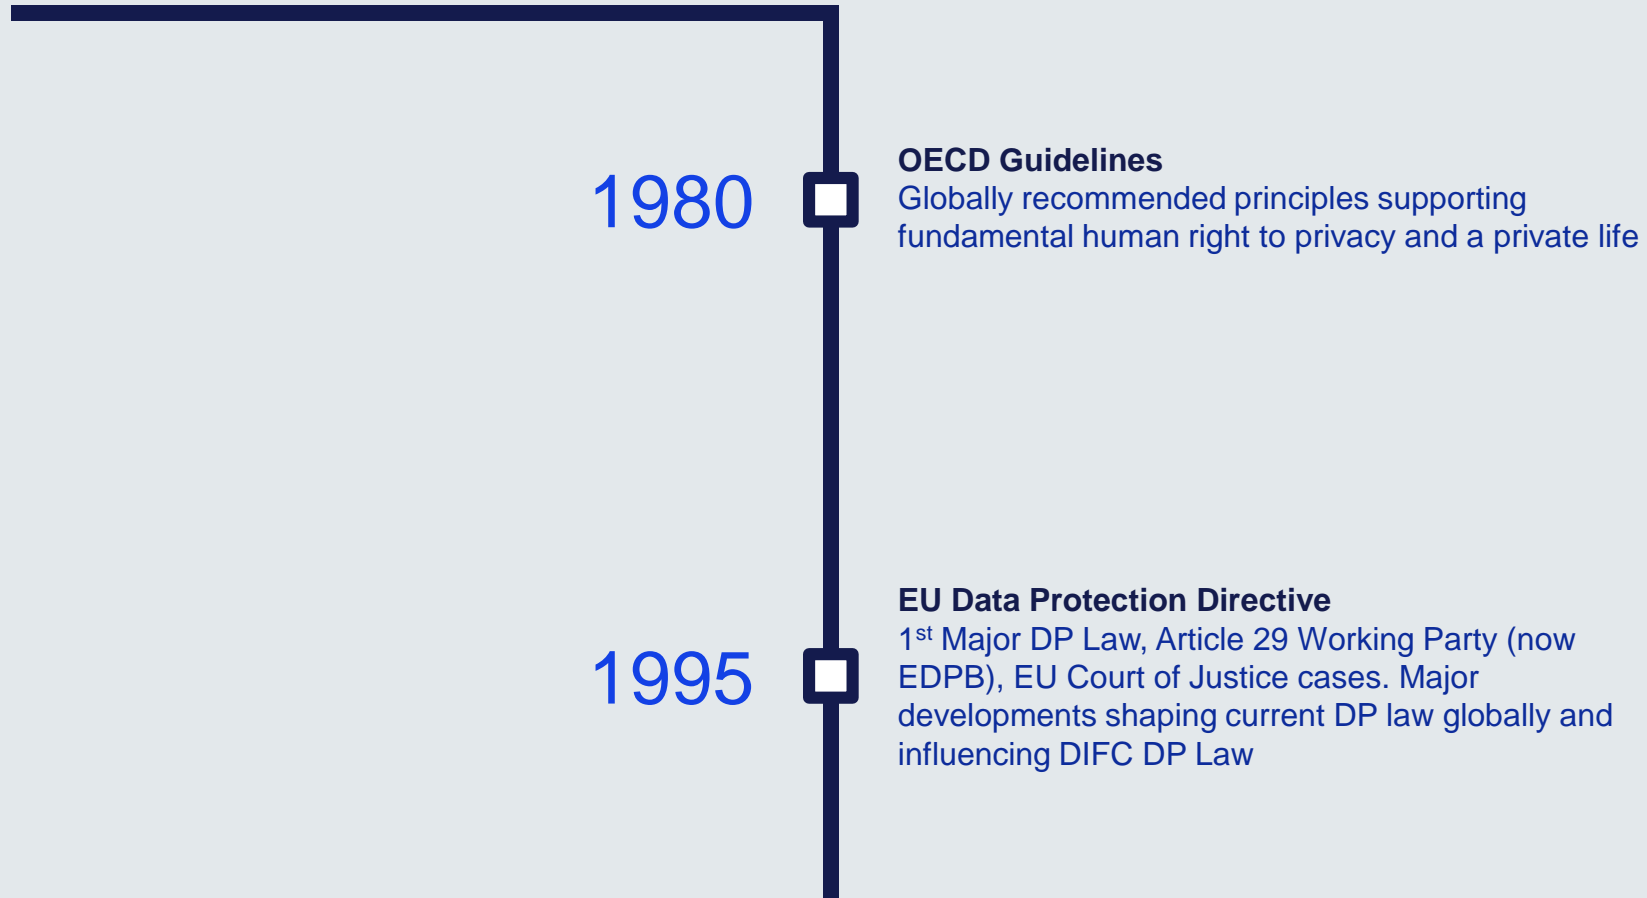 1980
OECD Guidelines
Globally recommended principles supporting
fundamental human right to privacy and a private life
1995
EU Data Protection Directive
1st Major DP Law, Article 29 Working Party (now
EDPB), EU Court of Justice cases. Major
developments shaping current DP law globally and
influencing DIFC DP Law